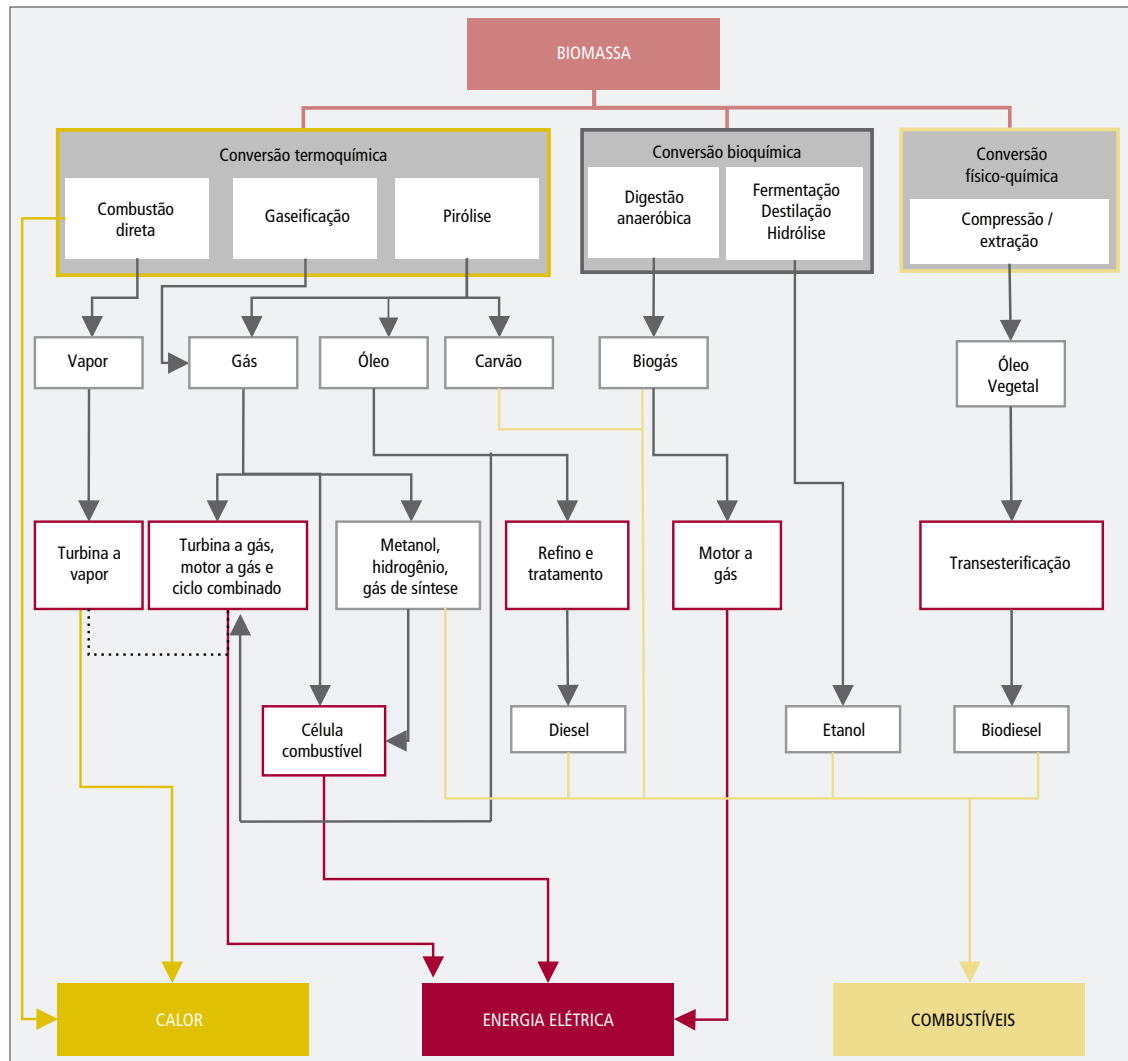 BIOMASSA
Conversão termoquímica
Combustão
direta
Gaseificação
Pirólise
Conversão bioquímica
Digestão
anaeróbica
Fermentação
Destilação
Hidrólise
Conversão
físico-química
Compressão /
extração
Vapor
Gás
Óleo
Carvão
Biogás
Óleo
Vegetal
Turbina a
vapor
Turbina a gás,
motor a gás e
ciclo combinado
Metanol,
hidrogênio,
gás de síntese
Refino e
tratamento
Motor a
gás
Transesterificação
Célula
combustível
Diesel
Etanol
Biodiesel
CALOR
ENERGIA ELÉTRICA
COMBUSTÍVEIS